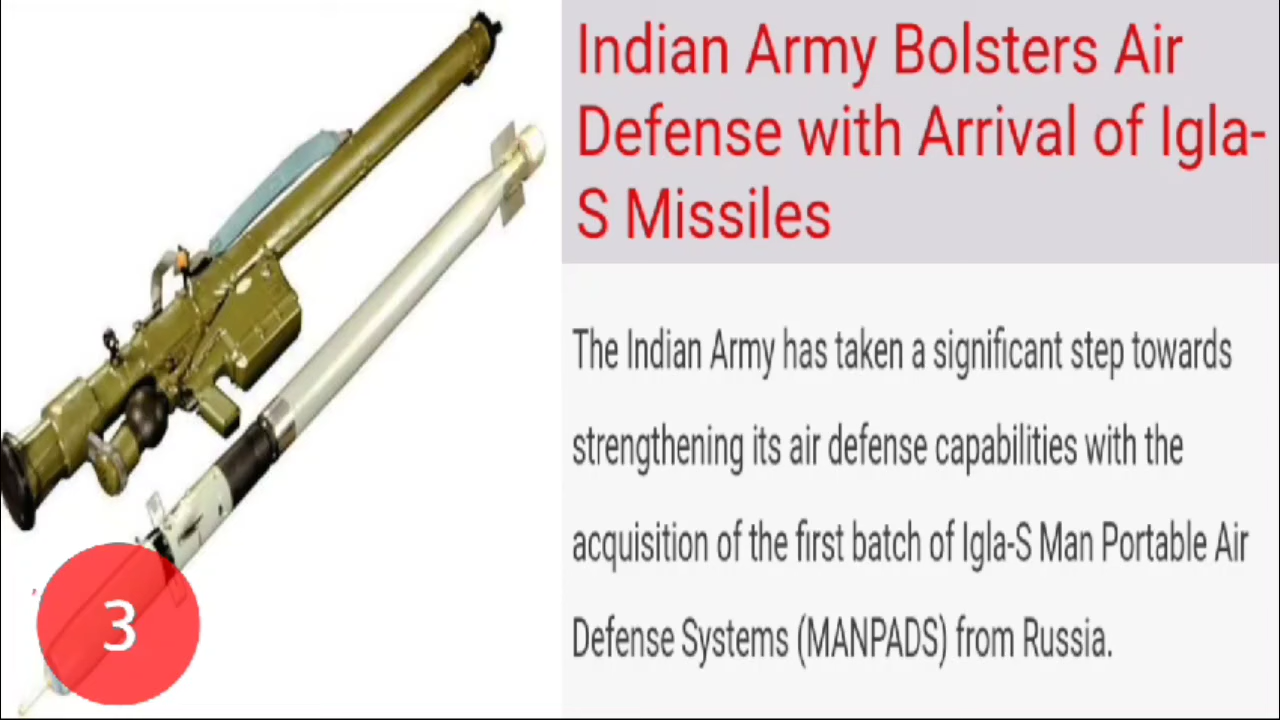 Indian Army Bolsters Air
Defense with Arrival of Igla-
S Missiles
The Indian Army has taken a significant step towards
strengthening its air defense capabilities with the
acquisition of the first batch of Igla-S Man Portable Air
Defense Systems (MANPADS) from Russia.
3